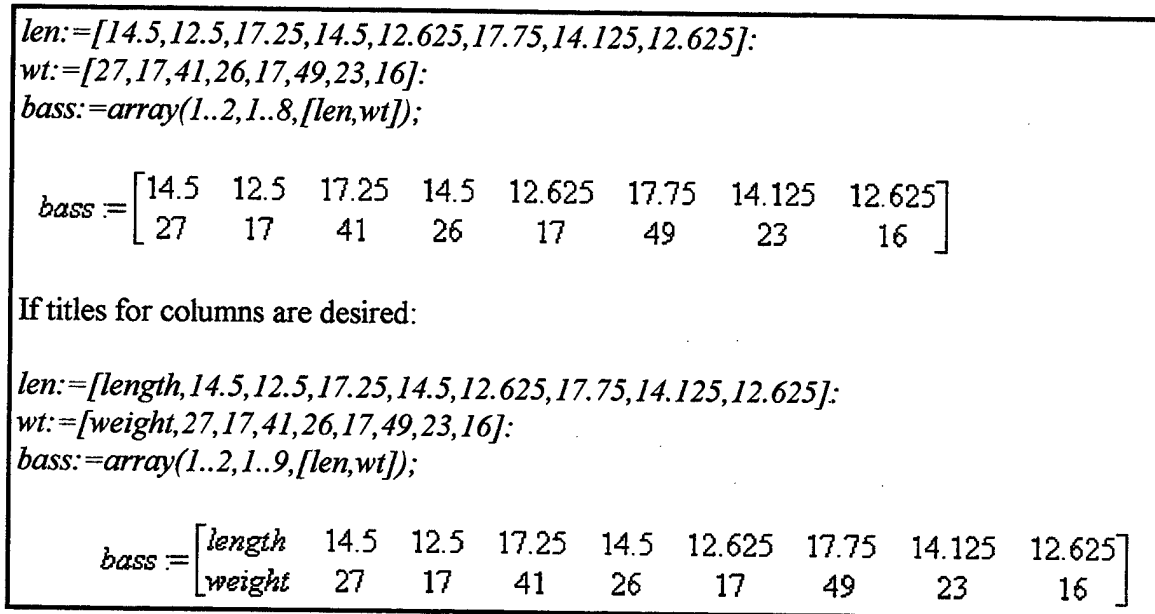 len:=[14.5,12.5,17.25,14.5,12.625,17.75,14.125,12.625]:
wt:=[27,17,41,26,17,49,23,16]:
bass:=array(1..2,1..8,[len,wt]);
bass := [14.5 12.5 17.25 14.5 12.625 17.75 14.125 12.625]
[27 17 41 26 17 49 23 16]
If titles for columns are desired:
len:=[length,14.5,12.5,17.25,14.5,12.625,17.75,14.125,12.625]:
wt:=[weight,27,17,41,26,17,49,23,16]:
bass:=array(1..2,1..9,[len,wt]);
bass := [length 14.5 12.5 17.25 14.5 12.625 17.75 14.125 12.625]
[weight 27 17 41 26 17 49 23 16]